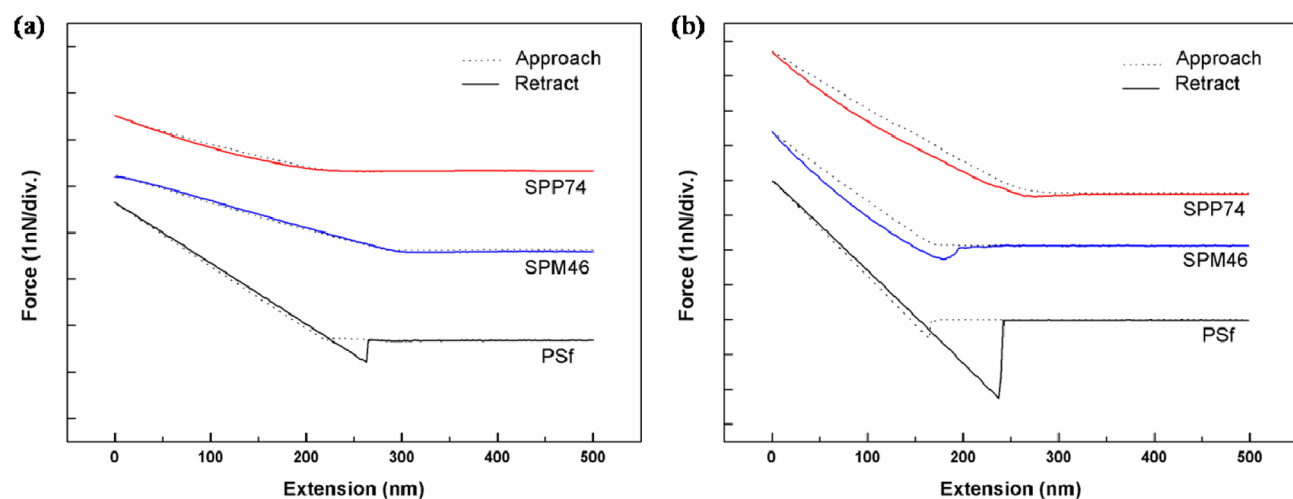 (a)
Approach
Retract
SPP74
SPM46
PSf
Force (1nN/div.)
0 100 200 300 400 500
Extension (nm)
(b)
Approach
Retract
SPP74
SPM46
PSf
Force (1nN/div.)
0 100 200 300 400 500
Extension (nm)